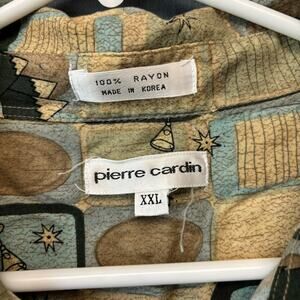 100% RAYON
MADE IN KOREA
pierre cardin
XXL